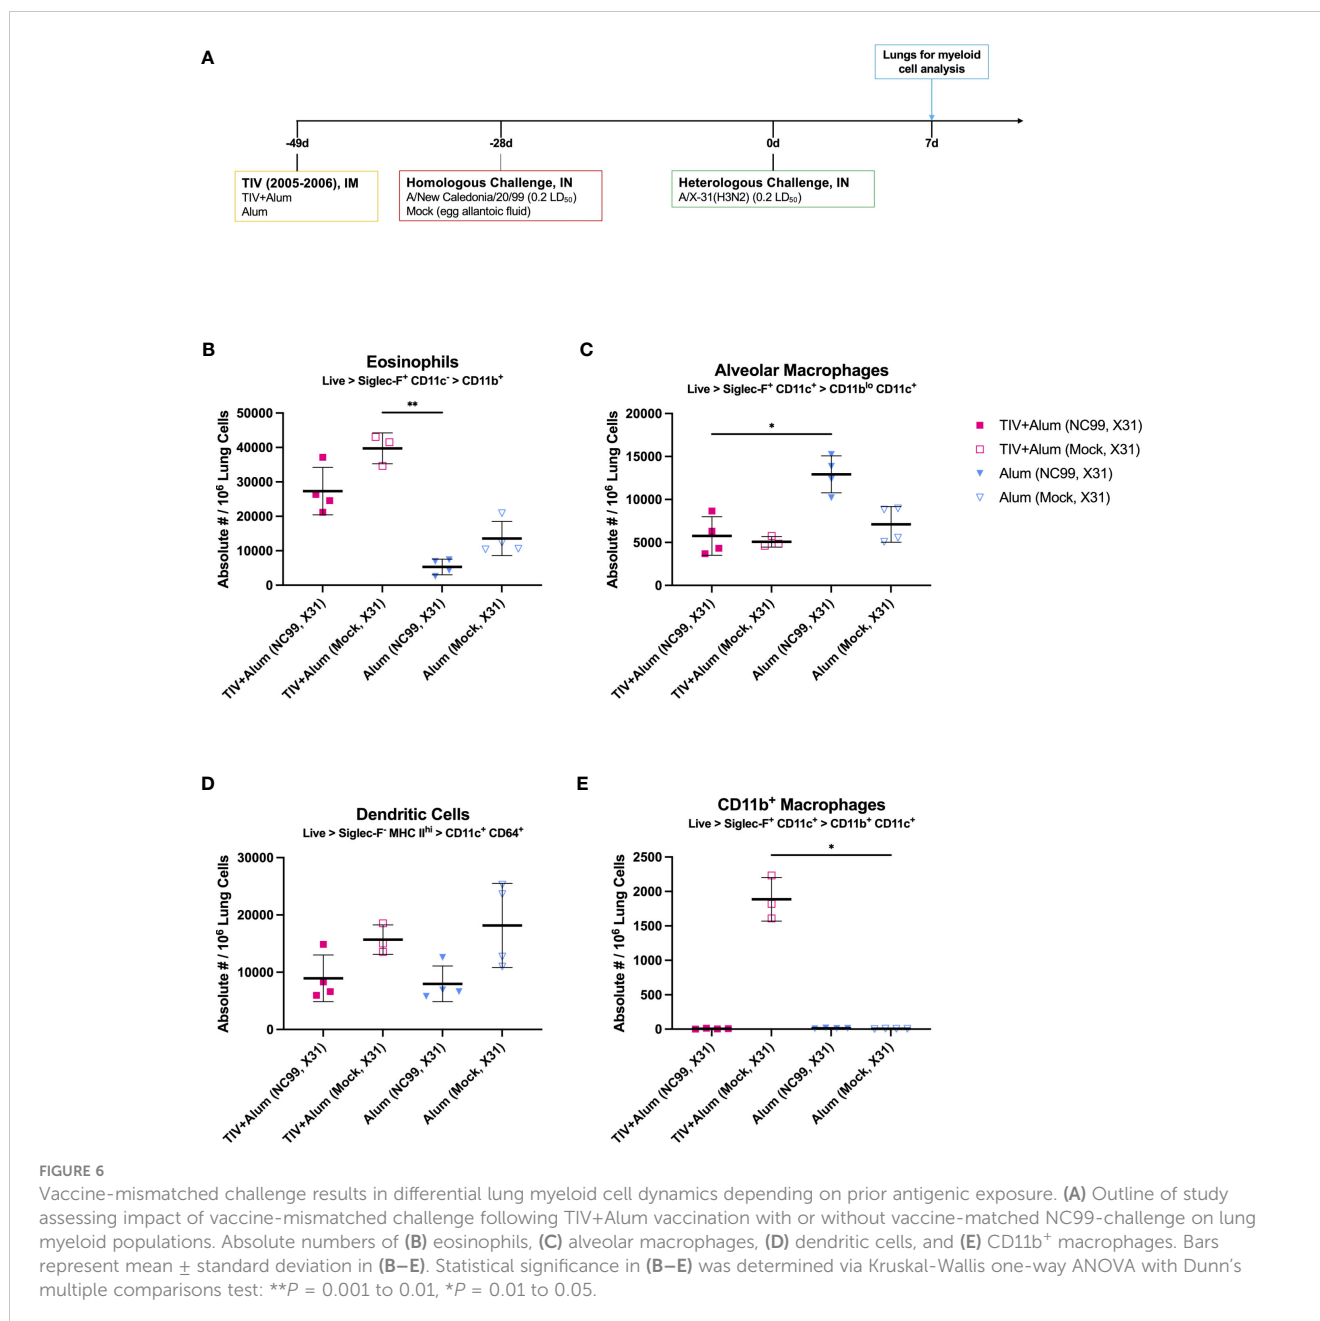 A
Lungs for myeloid
cell analysis
-49d
-28d
0d
7d
TIV (2005-2006), IM
TIV+Alum
Alum
Homologous Challenge, IN
A/New Caledonia/20/99 (0.2 LD₅₀)
Mock (egg allantoic fluid)
Heterologous Challenge, IN
A/X-31(H3N2) (0.2 LD₅₀)
B
Eosinophils
Live > Siglec-F⁺ CD11c⁻ > CD11b⁺
Absolute # / 10⁶ Lung Cells
50000
40000
30000
20000
10000
0
**
TIV+Alum (NC99, X31)
TIV+Alum (Mock, X31)
Alum (NC99, X31)
Alum (Mock, X31)
C
Alveolar Macrophages
Live > Siglec-F⁺ CD11c⁺ > CD11bˡᵒ CD11c⁺
Absolute # / 10⁶ Lung Cells
20000
15000
10000
5000
0
*
TIV+Alum (NC99, X31)
TIV+Alum (Mock, X31)
Alum (NC99, X31)
Alum (Mock, X31)
TIV+Alum (NC99, X31)
TIV+Alum (Mock, X31)
Alum (NC99, X31)
Alum (Mock, X31)
D
Dendritic Cells
Live > Siglec-F⁻ MHC IIʰⁱ > CD11c⁺ CD64⁺
Absolute # / 10⁶ Lung Cells
30000
20000
10000
0
TIV+Alum (NC99, X31)
TIV+Alum (Mock, X31)
Alum (NC99, X31)
Alum (Mock, X31)
E
CD11b⁺ Macrophages
Live > Siglec-F⁺ CD11c⁺ > CD11b⁺ CD11c⁺
Absolute # / 10⁶ Lung Cells
2500
2000
1500
1000
500
0
*
TIV+Alum (NC99, X31)
TIV+Alum (Mock, X31)
Alum (NC99, X31)
Alum (Mock, X31)
FIGURE 6
Vaccine-mismatched challenge results in differential lung myeloid cell dynamics depending on prior antigenic exposure. (A) Outline of study
assessing impact of vaccine-mismatched challenge following TIV+Alum vaccination with or without vaccine-matched NC99-challenge on lung
myeloid populations. Absolute numbers of (B) eosinophils, (C) alveolar macrophages, (D) dendritic cells, and (E) CD11b⁺ macrophages. Bars
represent mean ± standard deviation in (B–E). Statistical significance in (B–E) was determined via Kruskal-Wallis one-way ANOVA with Dunn's
multiple comparisons test: **P = 0.001 to 0.01, *P = 0.01 to 0.05.